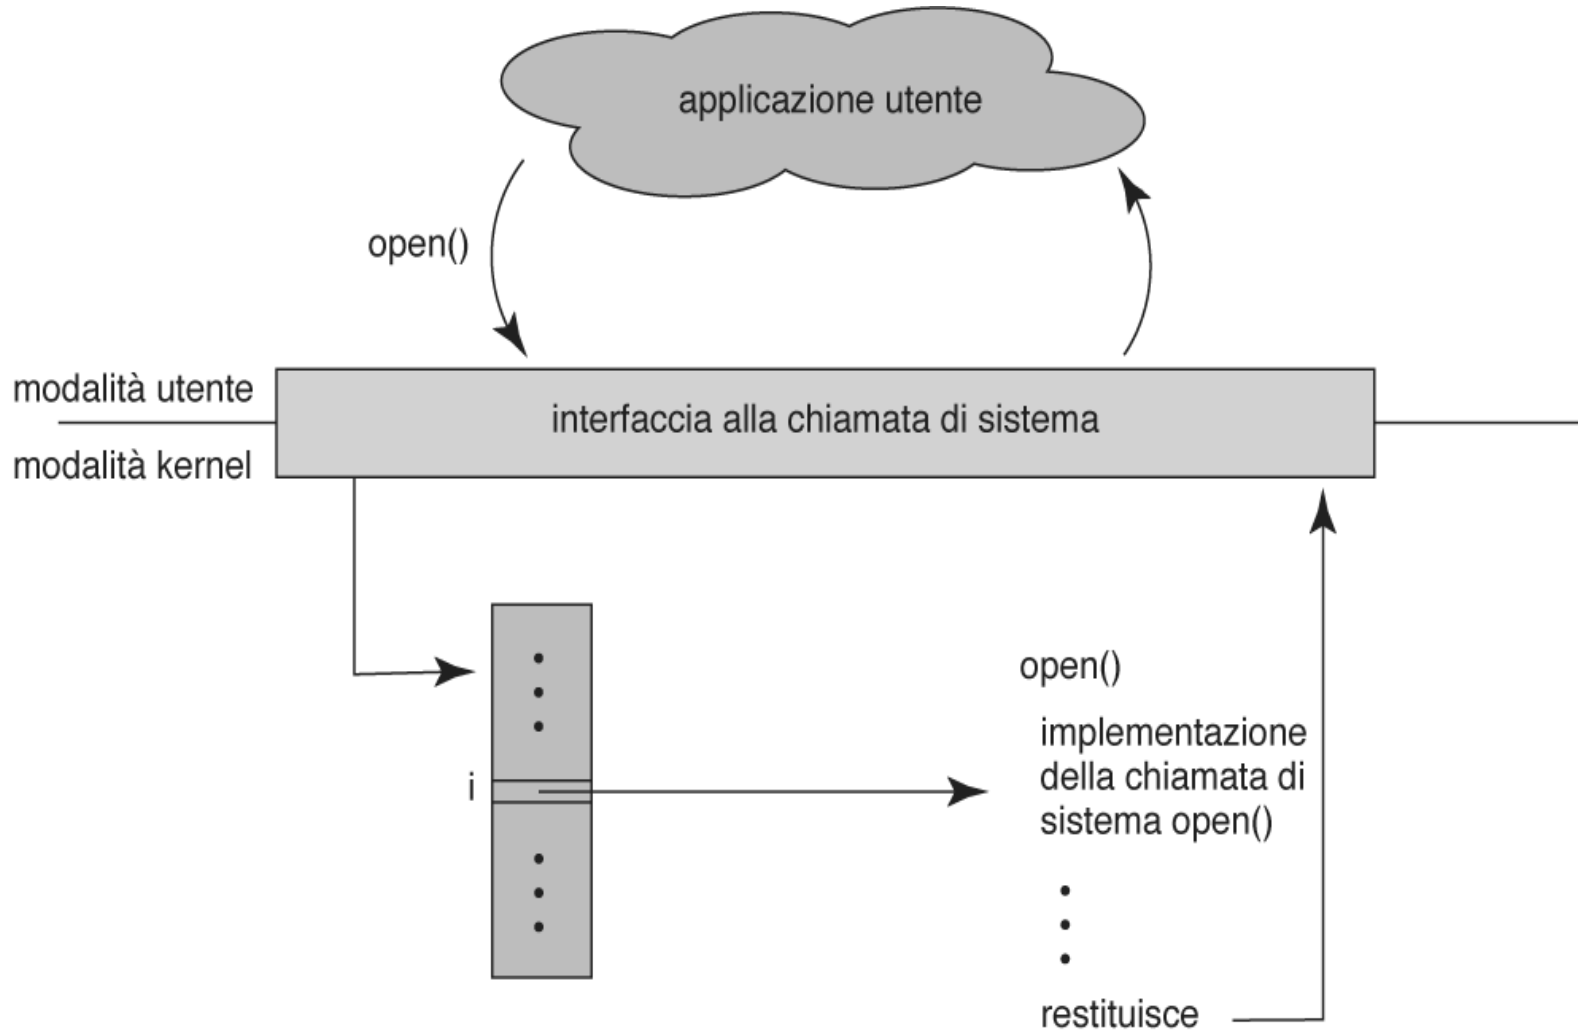 applicazione utente
open()
modalità utente
interfaccia alla chiamata di sistema
modalità kernel
open()
implementazione
della chiamata di
sistema open()
i
restituisce